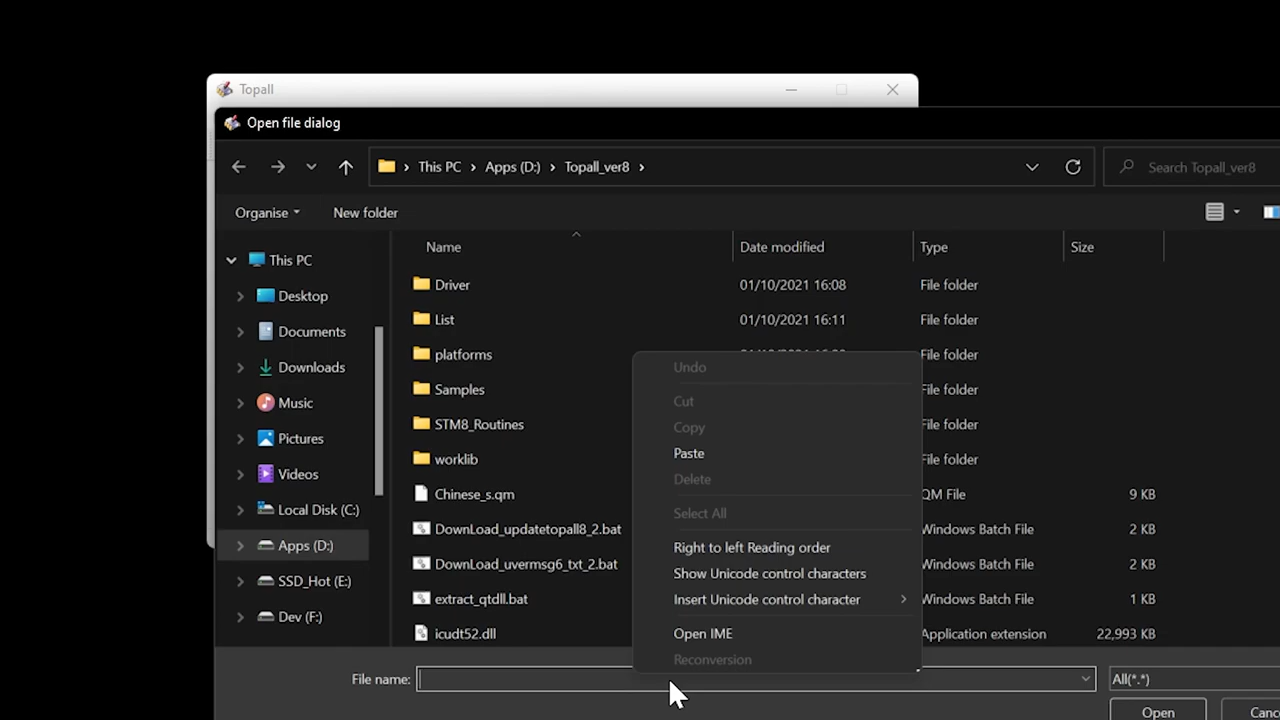 Topall
Open file dialog
This PC Apps (D:) Topall_ver8
Search Topall_ver8
Organise New folder
Name Date modified Type Size
This PC
Desktop
Documents
Downloads
Music
Pictures
Videos
Local Disk (C:)
Apps (D:)
SSD_Hot (E:)
Dev (F:)
Driver 01/10/2021 16:08 File folder
List 01/10/2021 16:11 File folder
platforms File folder
Samples File folder
STM8_Routines File folder
worklib File folder
Chinese_s.qm QM File 9 KB
DownLoad_updatetopall8_2.bat Windows Batch File 2 KB
DownLoad_uvermsg6_txt_2.bat Windows Batch File 2 KB
extract_qtdll.bat Windows Batch File 1 KB
icudt52.dll Application extension 22,993 KB
Undo
Cut
Copy
Paste
Delete
Select All
Right to left Reading order
Show Unicode control characters
Insert Unicode control character
Open IME
Reconversion
File name: All(*.*)
Open Canc